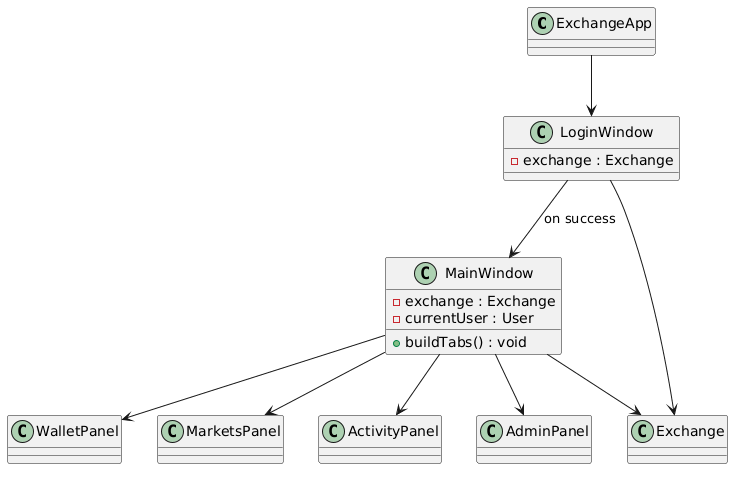 C ExchangeApp
C LoginWindow
exchange : Exchange
on success
C MainWindow
exchange : Exchange
currentUser : User
buildTabs() : void
C WalletPanel
C MarketsPanel
C ActivityPanel
C AdminPanel
C Exchange